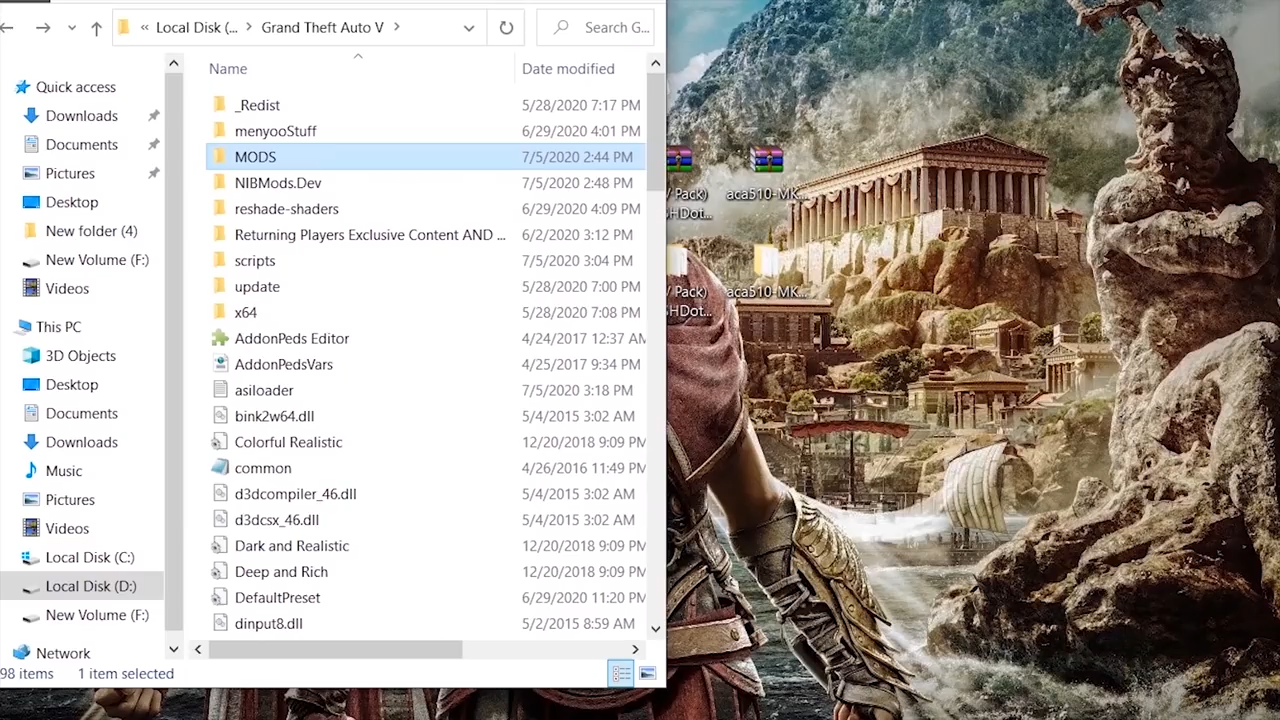 « Local Disk (... > Grand Theft Auto V >
Search G...
Name
Date modified
Quick access
Downloads
Documents
Pictures
Desktop
New folder (4)
New Volume (F:)
Videos
This PC
3D Objects
Desktop
Documents
Downloads
Music
Pictures
Videos
Local Disk (C:)
Local Disk (D:)
New Volume (F:)
Network
_Redist 5/28/2020 7:17 PM
menyooStuff 6/29/2020 4:01 PM
MODS 7/5/2020 2:44 PM
NIBMods.Dev 7/5/2020 2:48 PM
reshade-shaders 6/29/2020 4:09 PM
Returning Players Exclusive Content AND ... 6/2/2020 3:12 PM
scripts 7/5/2020 3:04 PM
update 5/28/2020 7:00 PM
x64 5/28/2020 7:08 PM
AddonPeds Editor 4/24/2017 12:37 AM
AddonPedsVars 4/25/2017 9:34 PM
asiloader 7/5/2020 3:18 PM
bink2w64.dll 5/4/2015 3:02 AM
Colorful Realistic 12/20/2018 9:09 PM
common 4/26/2016 11:49 PM
d3dcompiler_46.dll 5/4/2015 3:02 AM
d3dcsx_46.dll 5/4/2015 3:02 AM
Dark and Realistic 12/20/2018 9:09 PM
Deep and Rich 12/20/2018 9:09 PM
DefaultPreset 6/29/2020 11:20 PM
dinput8.dll 5/2/2015 8:59 AM
98 items 1 item selected
/ Pack)
SHDot...
aca510-MK...
/ Pack)
SHDot...
aca510-MK...